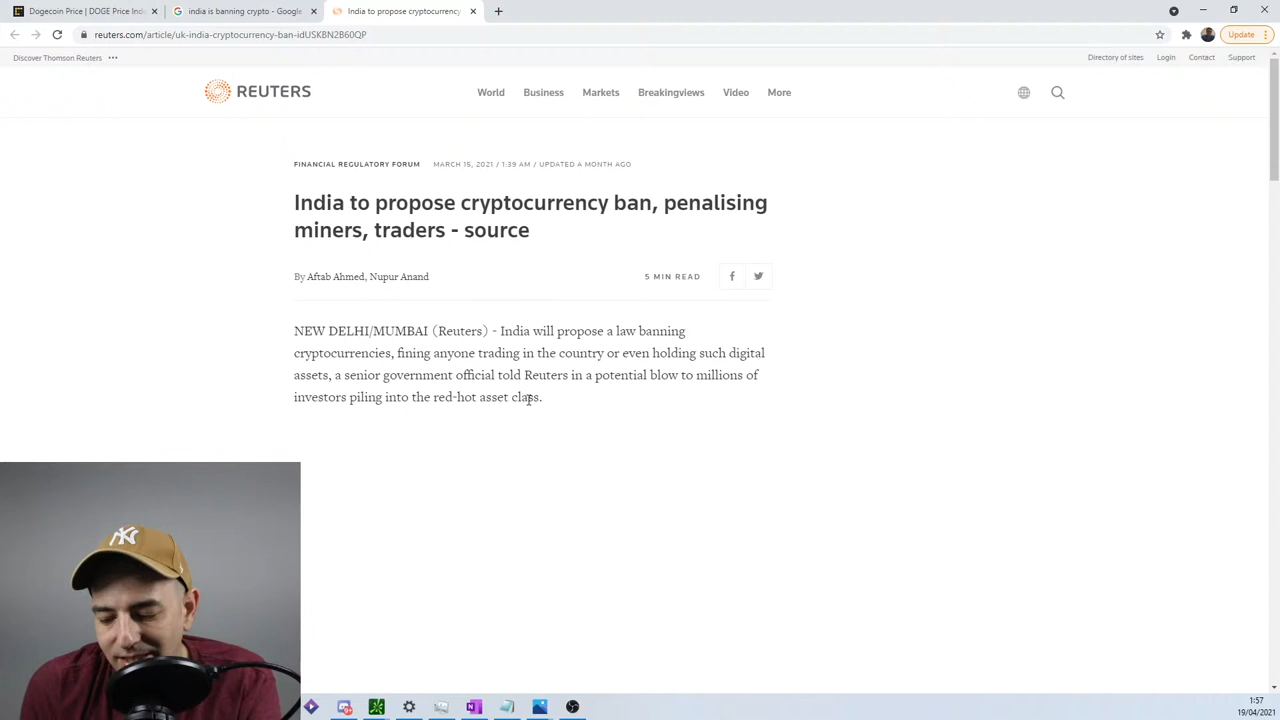 Dogecoin Price | DOGE Price Ind
india is banning crypto - Google
India to propose cryptocurrency
reuters.com/article/uk-india-cryptocurrency-ban-idUSKBN2B60QP
Update
Discover Thomson Reuters •••
Directory of sites Login Contact Support
REUTERS
World Business Markets Breakingviews Video More
FINANCIAL REGULATORY FORUM MARCH 15, 2021 / 1:39 AM / UPDATED A MONTH AGO
India to propose cryptocurrency ban, penalising
miners, traders - source
By Aftab Ahmed, Nupur Anand
5 MIN READ
NEW DELHI/MUMBAI (Reuters) - India will propose a law banning
cryptocurrencies, fining anyone trading in the country or even holding such digital
assets, a senior government official told Reuters in a potential blow to millions of
investors piling into the red-hot asset class.
NY
1:57
19/04/2021